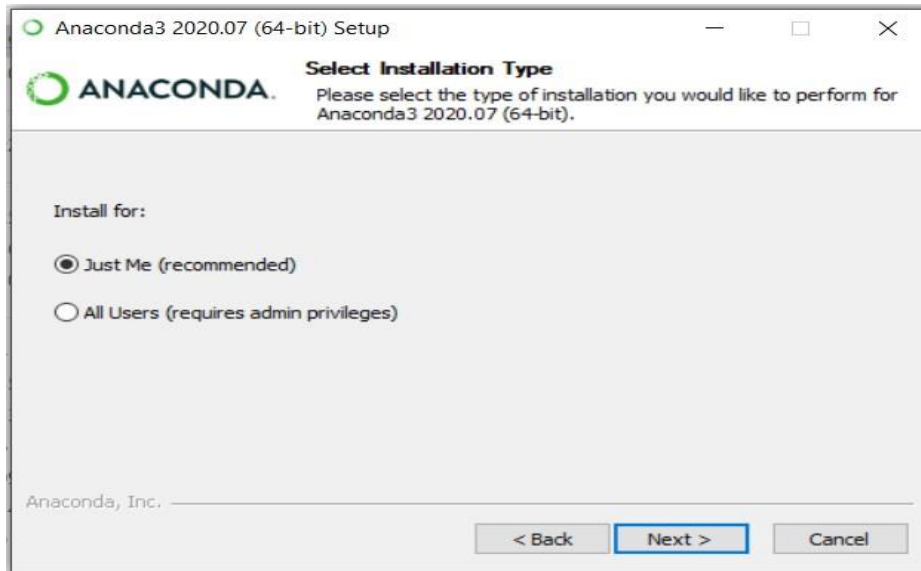 Anaconda3 2020.07 (64-bit) Setup
ANACONDA.
Select Installation Type
Please select the type of installation you would like to perform for
Anaconda3 2020.07 (64-bit).
Install for:
Just Me (recommended)
All Users (requires admin privileges)
Anaconda, Inc.
< Back
Next >
Cancel